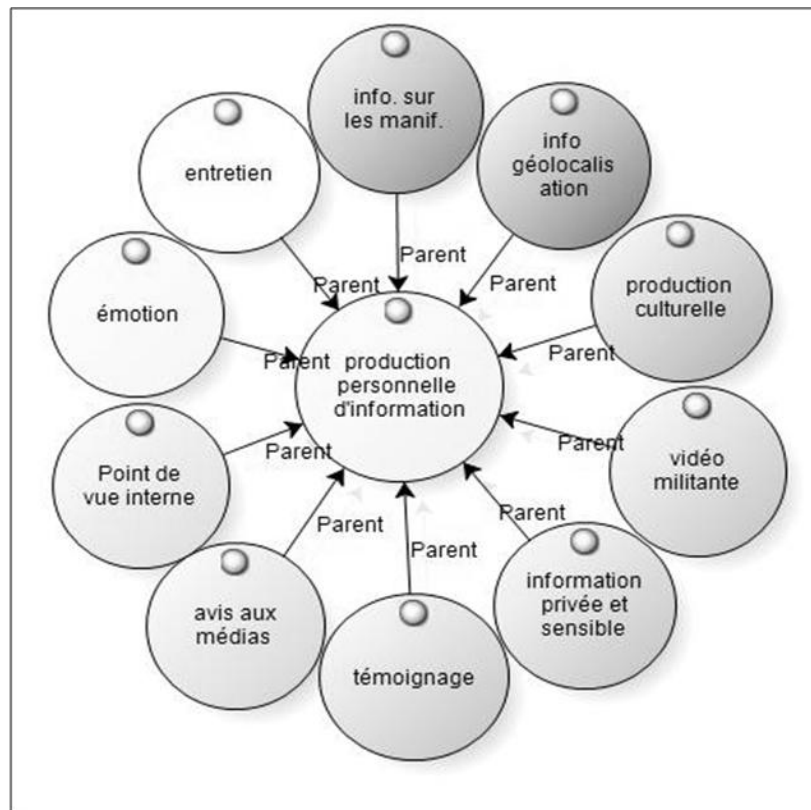 info. sur
les manif.
info
géolocalis
ation
entretien
production
culturelle
émotion
Parent
Parent
Parent
Parent
Parent
production
personnelle
d'information
Parent
Point de
vue interne
Parent
vidéo
militante
Parent
Parent
Parent
avis aux
médias
information
privée et
sensible
témoignage